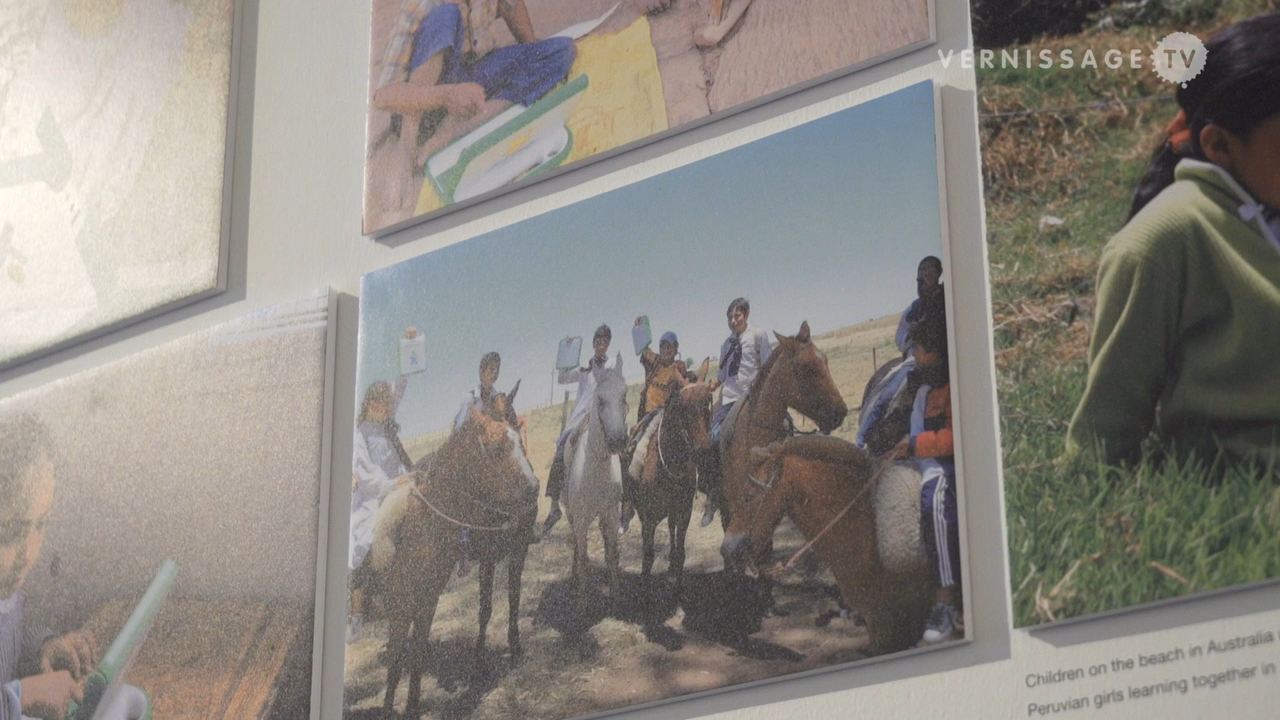 VERNISSAGE TV
Children on the beach in Australia
Peruvian girls learning together in